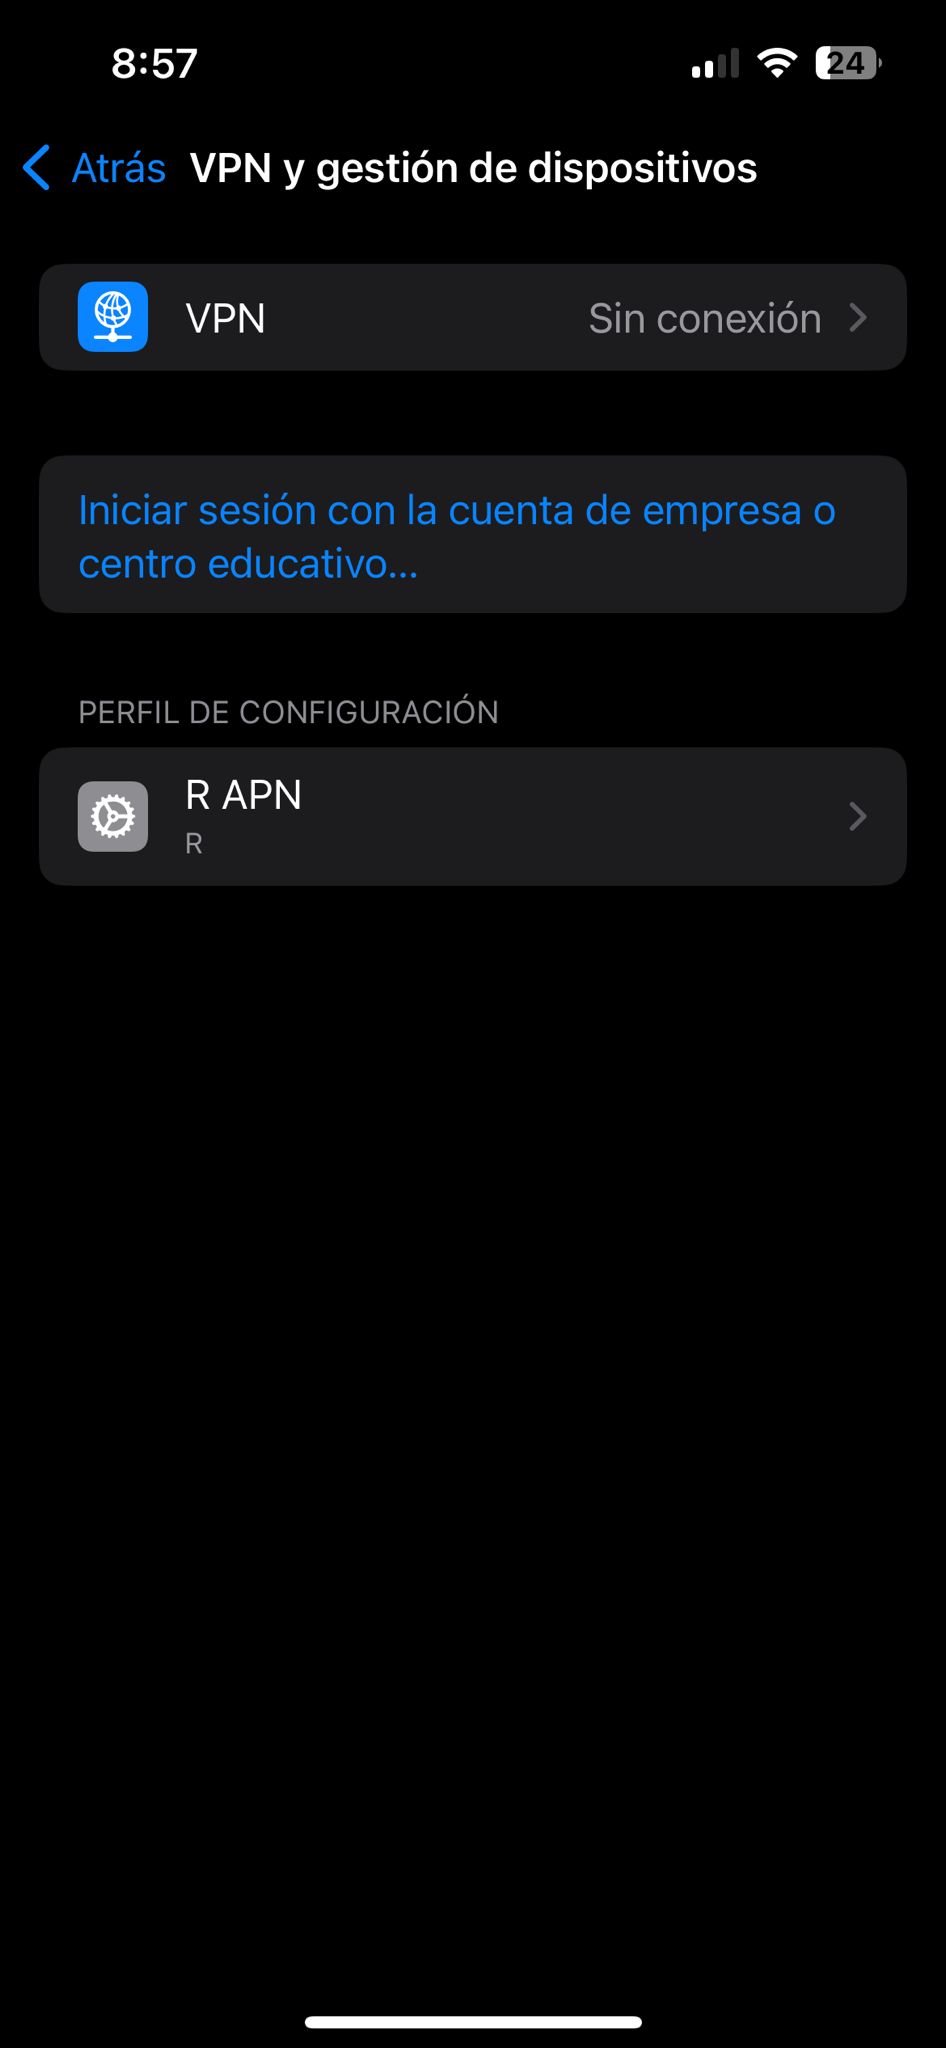 8:57
24
Atrás VPN y gestión de dispositivos
VPN Sin conexión
Iniciar sesión con la cuenta de empresa o
centro educativo...
PERFIL DE CONFIGURACIÓN
R APN
R